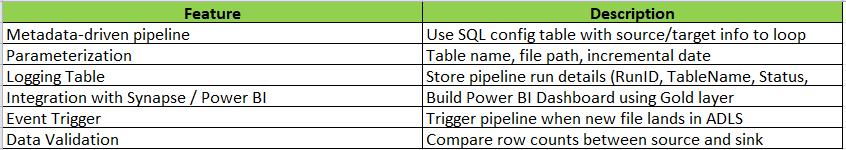 Feature Description
Metadata-driven pipeline Use SQL config table with source/target info to loop
Parameterization Table name, file path, incremental date
Logging Table Store pipeline run details (RunID, TableName, Status,
Integration with Synapse / Power BI Build Power BI Dashboard using Gold layer
Event Trigger Trigger pipeline when new file lands in ADLS
Data Validation Compare row counts between source and sink